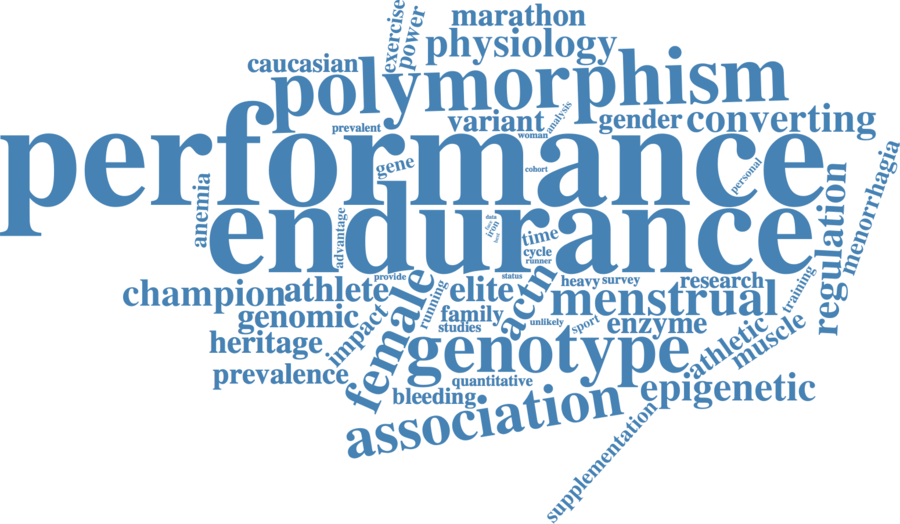 exercise
power
marathon
physiology
caucasian
polymorphism
prevalent
variant
analysis
woman
gender
converting
performance
gene
cohort
personal
anemia
advantage
endurance
data
iron
time
cycle
runner
regulation
menorrhagia
champion
athlete
provide
female
running
elite
status
actn
heavy
survey
research
training
menstrual
genomic
impact
family
studies
unlikely
sport
enzyme
heritage
genotype
athletic
muscle
prevalence
quantitative
bleeding
epigenetic
association
supplementation